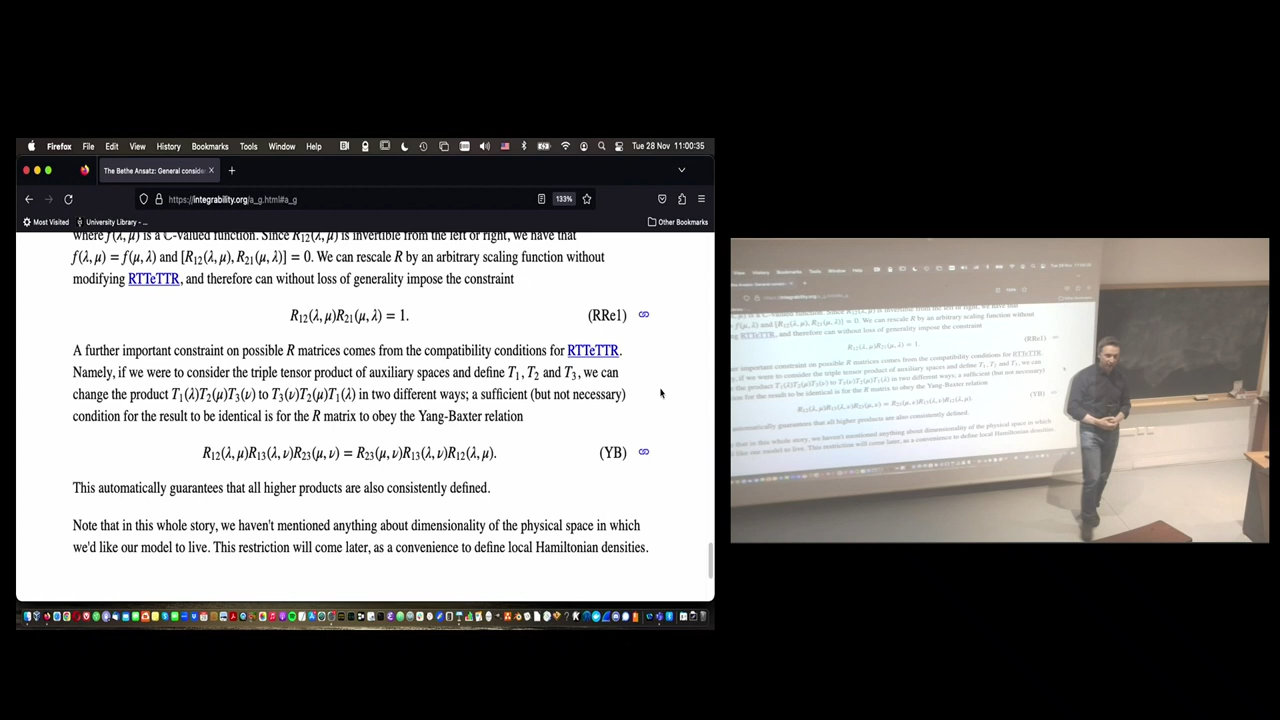 Firefox File Edit View History Bookmarks Tools Window Help Tue 28 Nov 11:00:35
The Bethe Ansatz: General consider
https://integrability.org/a_g.html#a_g 133%
Most Visited University Library - ... Other Bookmarks
where f(λ, μ) is a C-valued function. Since R12(λ, μ) is invertible from the left or right, we have that
f(λ, μ) = f(μ, λ) and [R12(λ, μ), R21(μ, λ)] = 0. We can rescale R by an arbitrary scaling function without
modifying RTTeTTR, and therefore can without loss of generality impose the constraint
R12(λ, μ)R21(μ, λ) = 1. (RRe1)
A further important constraint on possible R matrices comes from the compatibility conditions for RTTeTTR.
Namely, if we were to consider the triple tensor product of auxiliary spaces and define T1, T2 and T3, we can
change the product T1(λ)T2(μ)T3(ν) to T3(ν)T2(μ)T1(λ) in two different ways; a sufficient (but not necessary)
condition for the result to be identical is for the R matrix to obey the Yang-Baxter relation
R12(λ, μ)R13(λ, ν)R23(μ, ν) = R23(μ, ν)R13(λ, ν)R12(λ, μ). (YB)
This automatically guarantees that all higher products are also consistently defined.
Note that in this whole story, we haven't mentioned anything about dimensionality of the physical space in which
we'd like our model to live. This restriction will come later, as a convenience to define local Hamiltonian densities.